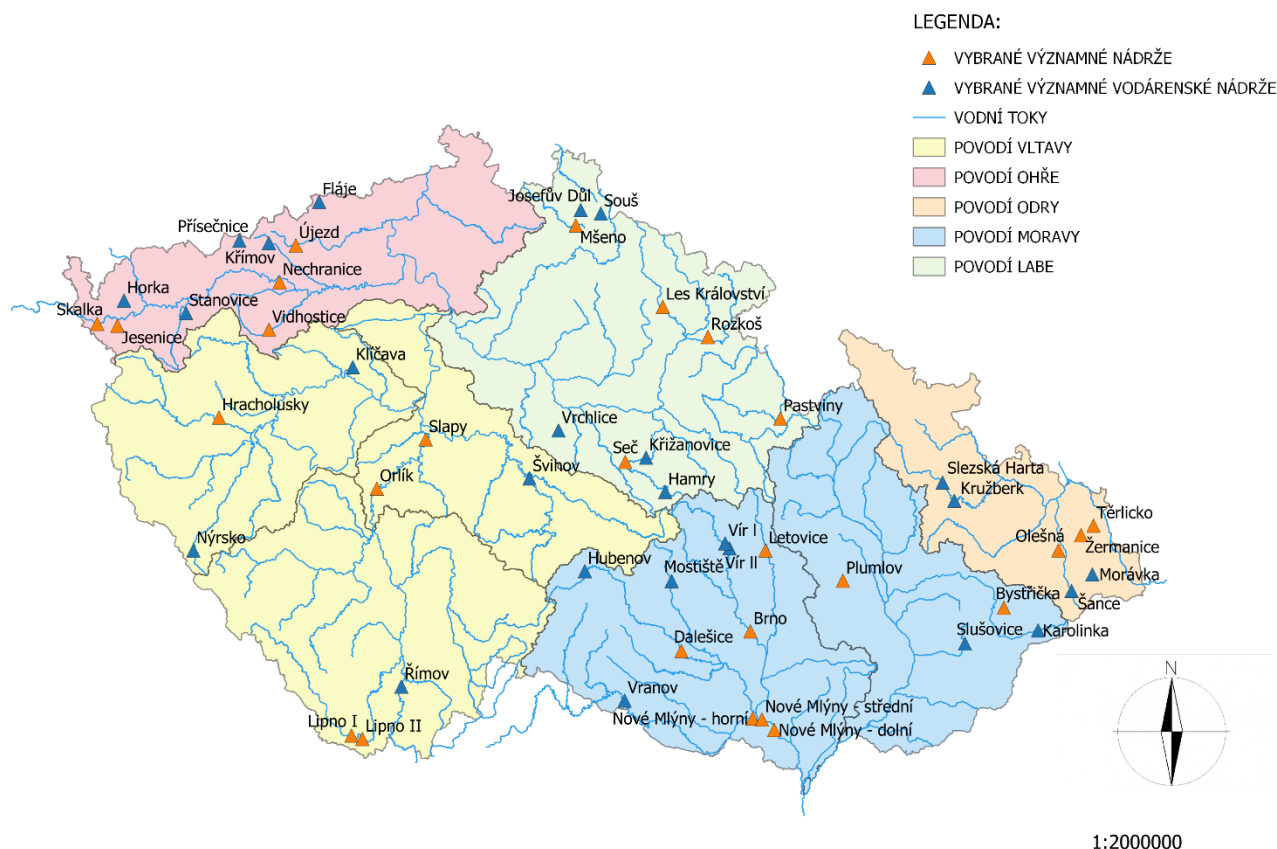 LEGENDA:
VYBRANÉ VÝZNAMNÉ NÁDRŽE
VYBRANÉ VÝZNAMNÉ VODÁRENSKÉ NÁDRŽE
VODNÍ TOKY
POVODÍ VLTAVY
POVODÍ OHŘE
POVODÍ ODRY
POVODÍ MORAVY
POVODÍ LABE
Fláje
Josefův Důl
Souš
Přísečnice
Újezd
Mšeno
Křímov
Nechranice
Horka
Stanovice
Les Království
Skalka
Jesenice
Vidhostice
Rozkoš
Klíčava
Hracholusky
Pastviny
Slapy
Vrchlice
Seč
Křižanovice
Orlík
Švihov
Hamry
Slezská Harta
Kružberk
Těrlicko
Olešná
Žermanice
Nýrsko
Vír I
Letovice
Hubenov
Vír II
Mostiště
Morávka
Plumlov
Šance
Bystřička
Brno
Karolinka
Slušovice
Dalešice
Římov
Vranov
Nové Mlýny - střední
Nové Mlýny - horní
Lipno I
Lipno II
Nové Mlýny - dolní
N
1:2000000